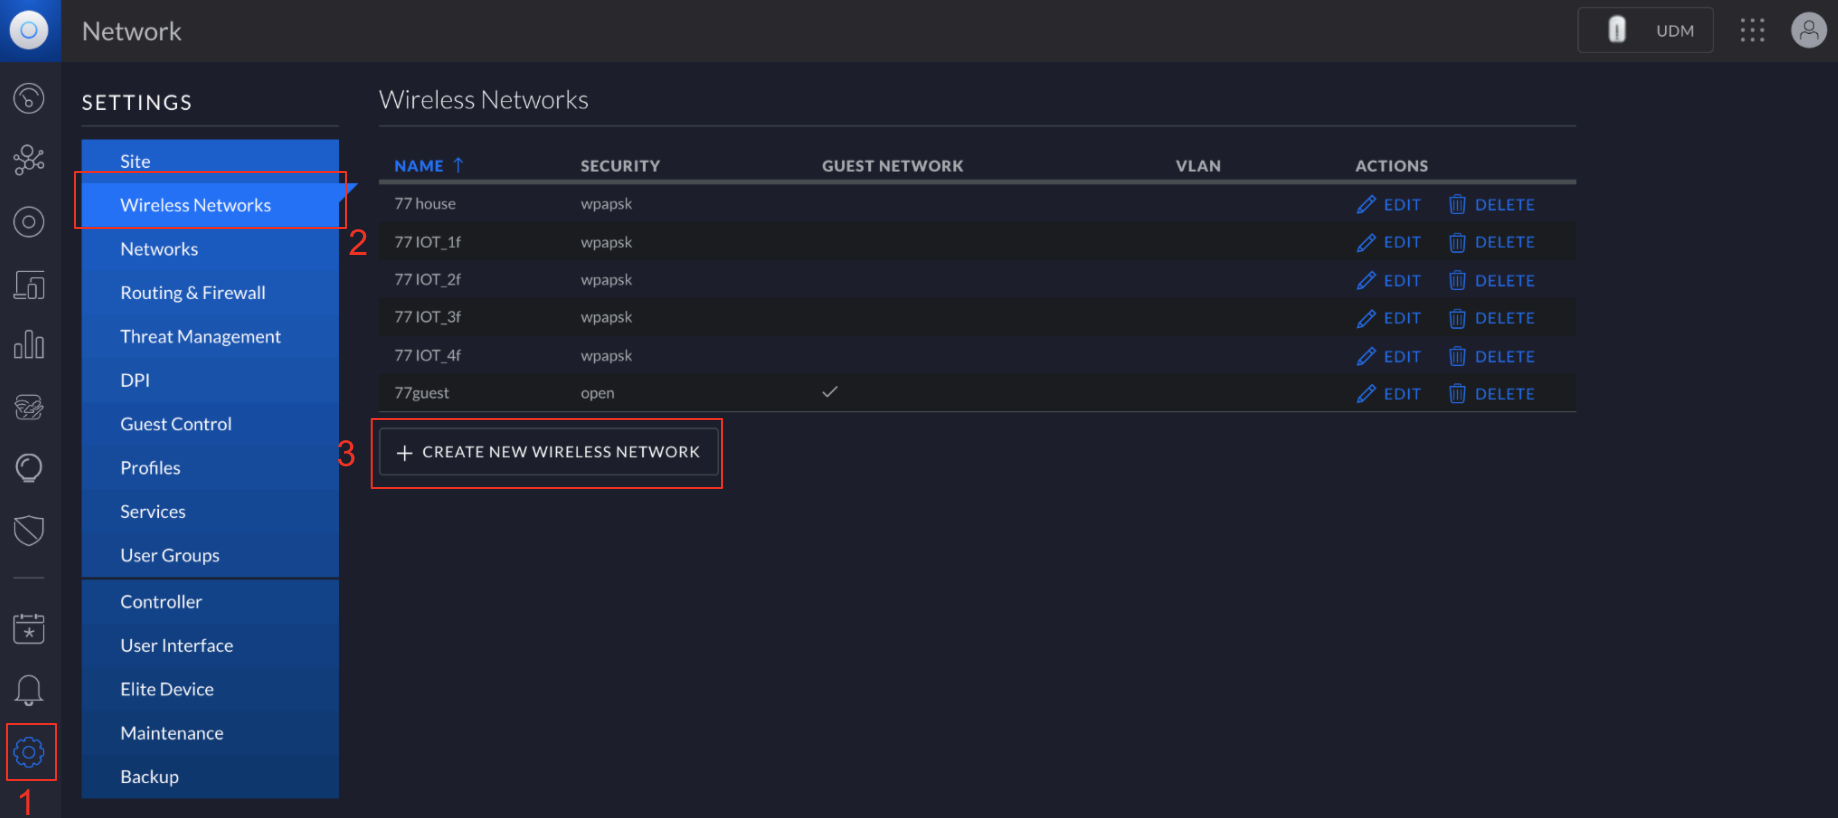 Network
UDM
SETTINGS
Site
Wireless Networks
Networks
Routing & Firewall
Threat Management
DPI
Guest Control
Profiles
Services
User Groups
Controller
User Interface
Elite Device
Maintenance
Backup
1
2
3
Wireless Networks
NAME ↑ SECURITY GUEST NETWORK VLAN ACTIONS
77 house wpapsk EDIT DELETE
77 IOT_1f wpapsk EDIT DELETE
77 IOT_2f wpapsk EDIT DELETE
77 IOT_3f wpapsk EDIT DELETE
77 IOT_4f wpapsk EDIT DELETE
77guest open ✓ EDIT DELETE
+ CREATE NEW WIRELESS NETWORK